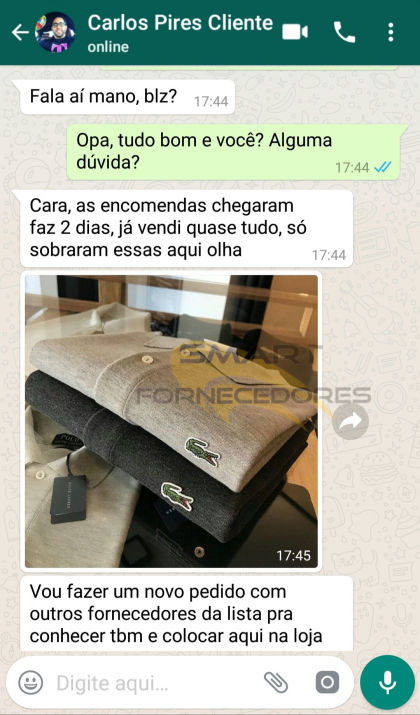 Carlos Pires Cliente
online
Fala aí mano, blz?
17:44
Opa, tudo bom e você? Alguma
dúvida?
17:44
Cara, as encomendas chegaram
faz 2 dias, já vendi quase tudo, só
sobraram essas aqui olha
17:44
SMART
FORNECEDORES
17:45
Vou fazer um novo pedido com
outros fornecedores da lista pra
conhecer tbm e colocar aqui na loja
Digite aqui...